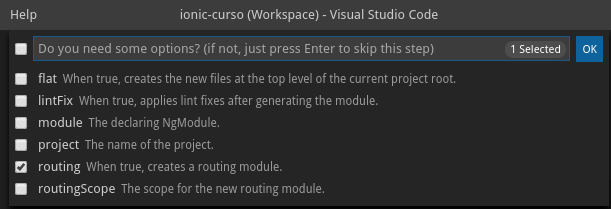 Help ionic-curso (Workspace) - Visual Studio Code
Do you need some options? (if not, just press Enter to skip this step) 1 Selected OK
flat When true, creates the new files at the top level of the current project root.
lintFix When true, applies lint fixes after generating the module.
module The declaring NgModule.
project The name of the project.
routing When true, creates a routing module.
routingScope The scope for the new routing module.